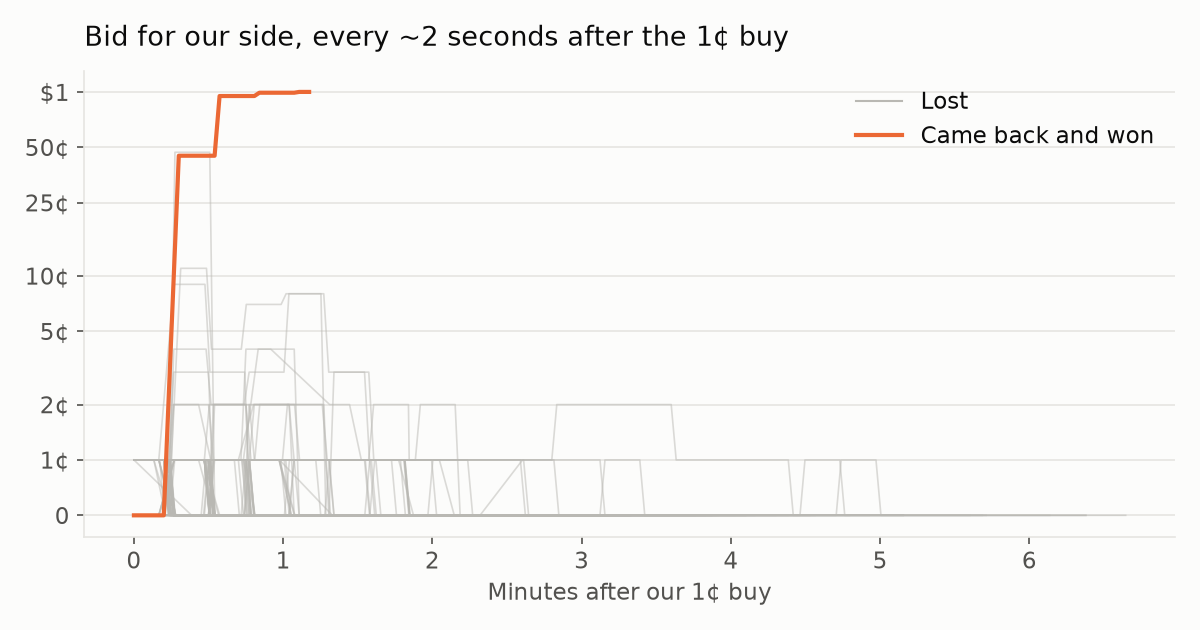 Bid for our side, every ~2 seconds after the 1¢ buy
$1
50¢
25¢
10¢
5¢
2¢
1¢
0
Lost
Came back and won
0 1 2 3 4 5 6
Minutes after our 1¢ buy